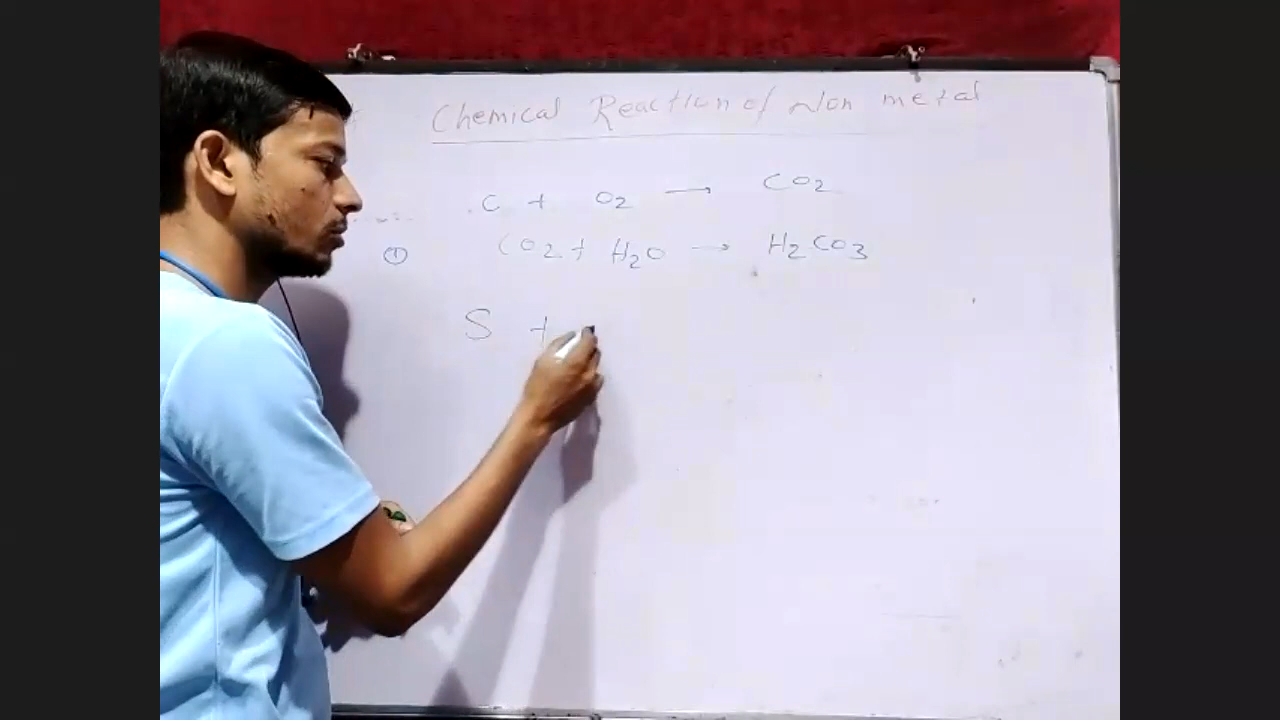 Chemical Reaction of Non metal
C + O2 → CO2
① CO2 + H2O → H2CO3
S +